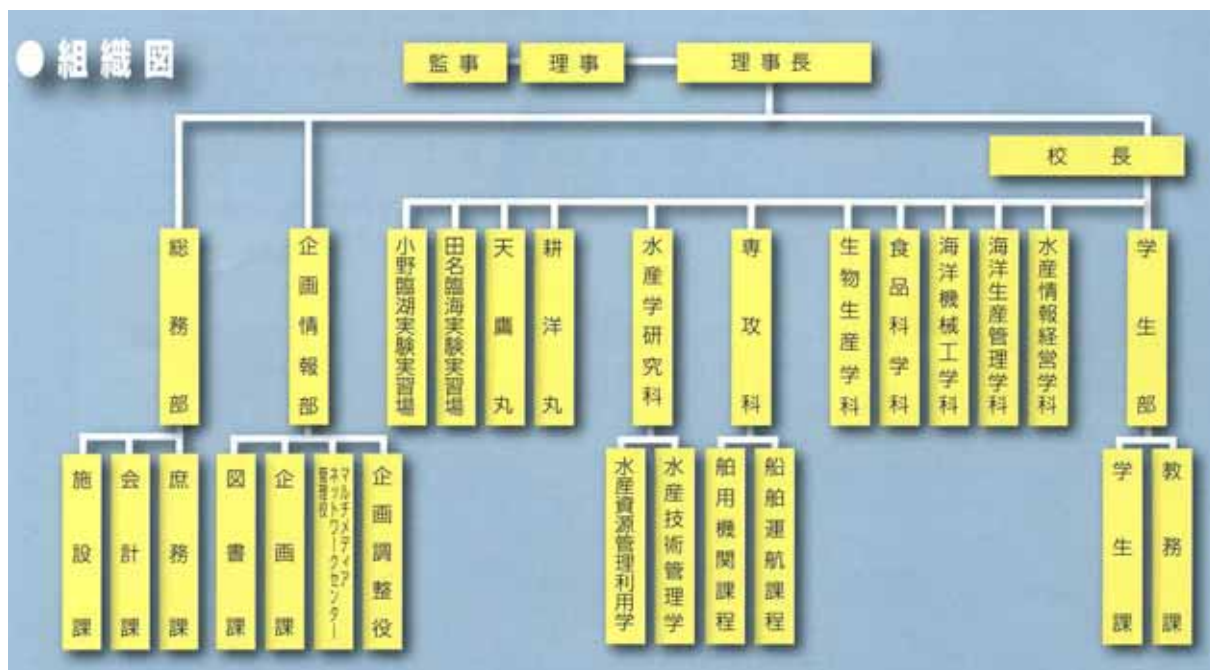 ●組織図
監事
理事
理事長
校長
総務部
企画情報部
小野臨湖実験実習場
田名臨海実験実習場
天鷹丸
耕洋丸
水産学研究科
専攻科
生物生産学科
食品科学科
海洋機械工学科
海洋生産管理学科
水産情報経営学科
学生部
施設課
会計課
庶務課
図書課
企画課
マルチメディア
ネットワークセンター
管理役
企画調整役
水産資源管理利用学
水産技術管理学
舶用機関課程
船舶運航課程
学生課
教務課